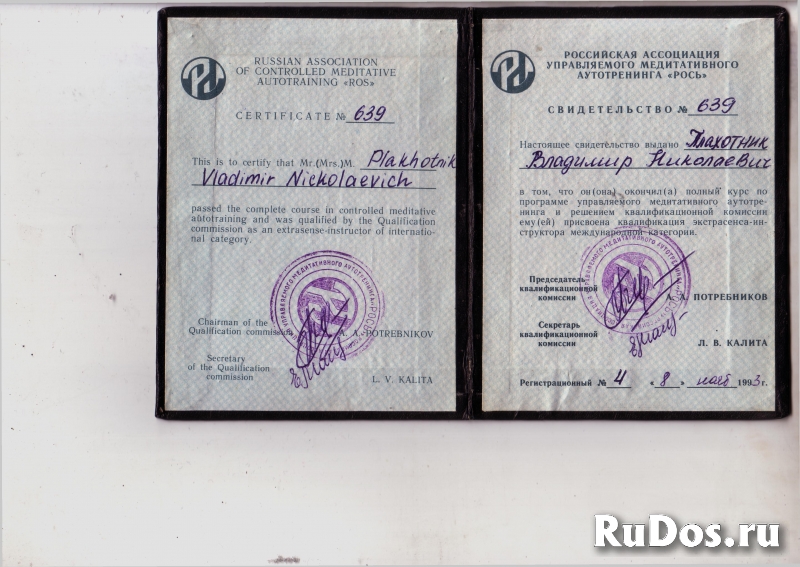 RUSSIAN ASSOCIATION
OF CONTROLLED MEDITATIVE
AUTOTRAINING «ROS»
CERTIFICATE № 639
This is to certify that Mr.(Mrs.)M. Plakhotnik
Vladimir Nickolaevich
passed the complete course in controlled meditative
autotraining and was qualified by the Qualification
commission as an extrasense-instructor of internatio-
nal category.
Chairman of the
Qualification commission
A. A. POTREBNIKOV
Secretary
of the Qualification
commission
L. V. KALITA
РОССИЙСКАЯ АССОЦИАЦИЯ
УПРАВЛЯЕМОГО МЕДИТАТИВНОГО
АУТОТРЕНИНГА «РОСЬ»
СВИДЕТЕЛЬСТВО № 639
Настоящее свидетельство выдано Плахотник
Владимир Николаевич
в том, что он(она) окончил(а) полный курс по
программе управляемого медитативного аутотре-
нинга и решением квалификационной комиссии
ему(ей) присвоена квалификация экстрасенса-ин-
структора международной категории.
Председатель
квалификационной
комиссии
А. А. ПОТРЕБНИКОВ
Секретарь
квалификационной
комиссии
Л. В. КАЛИТА
Регистрационный № 4 « 8 » 1993г.
УПРАВЛЯЕМОГО МЕДИТАТИВНОГО АУТОТРЕНИНГА
RuDos.ru